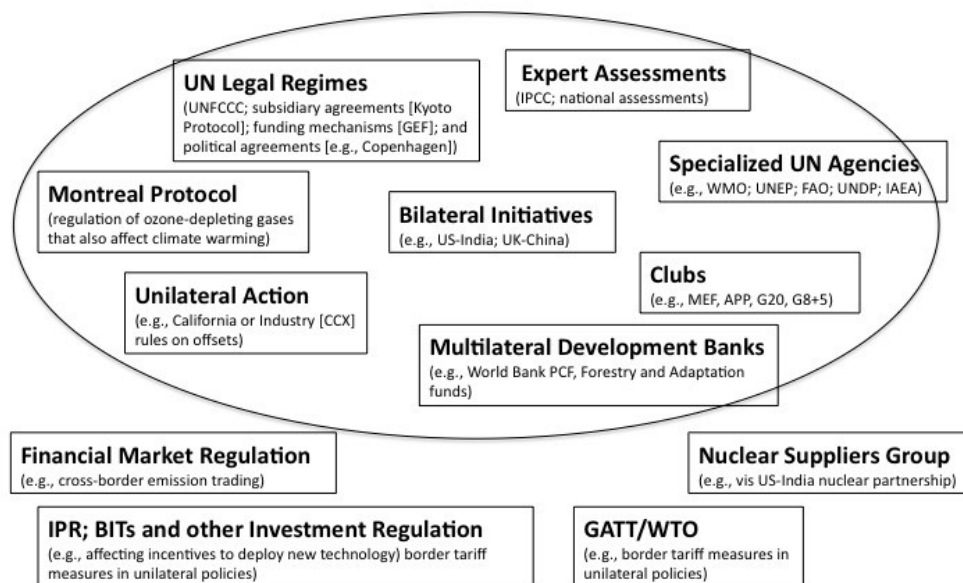 UN Legal Regimes
(UNFCCC; subsidiary agreements [Kyoto
Protocol]; funding mechanisms [GEF]; and
political agreements [e.g., Copenhagen])
Expert Assessments
(IPCC; national assessments)
Specialized UN Agencies
(e.g., WMO; UNEP; FAO; UNDP; IAEA)
Montreal Protocol
(regulation of ozone-depleting gases
that also affect climate warming)
Bilateral Initiatives
(e.g., US-India; UK-China)
Clubs
(e.g., MEF, APP, G20, G8+5)
Unilateral Action
(e.g., California or Industry [CCX]
rules on offsets)
Multilateral Development Banks
(e.g., World Bank PCF, Forestry and Adaptation
funds)
Financial Market Regulation
(e.g., cross-border emission trading)
Nuclear Suppliers Group
(e.g., vis US-India nuclear partnership)
IPR; BITs and other Investment Regulation
(e.g., affecting incentives to deploy new technology) border tariff
measures in unilateral policies)
GATT/WTO
(e.g., border tariff measures in
unilateral policies)